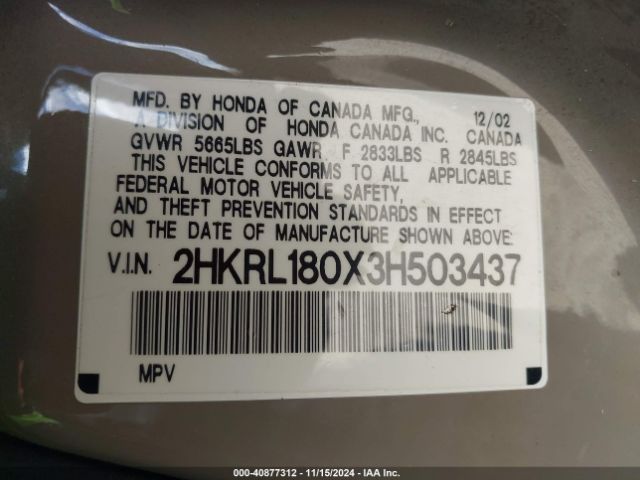 MFD. BY HONDA OF CANADA MFG., 12/02
A DIVISION OF HONDA CANADA INC. CANADA
GVWR 5665LBS GAWR F 2833LBS R 2845LBS
THIS VEHICLE CONFORMS TO ALL APPLICABLE
FEDERAL MOTOR VEHICLE SAFETY,
AND THEFT PREVENTION STANDARDS IN EFFECT
ON THE DATE OF MANUFACTURE SHOWN ABOVE.
V.I.N. 2HKRL180X3H503437
MPV
000-40877312 - 11/15/2024 - IAA Holdings, LLC.